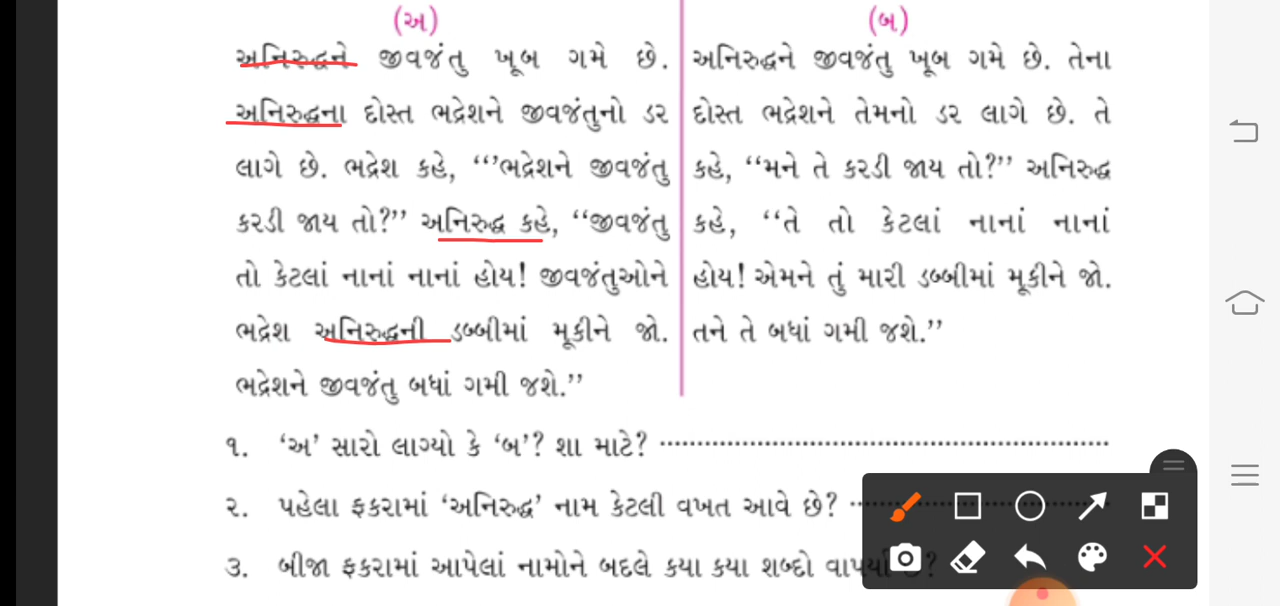 (અ)
અનિરુદ્ધને જીવજંતુ ખૂબ ગમે છે.
અનિરુદ્ધના દોસ્ત ભદ્રેશને જીવજંતુનો ડર
લાગે છે. ભદ્રેશ કહે, “‘ભદ્રેશને જીવજંતુ
કરડી જાય તો?” અનિરુદ્ધ કહે, “જીવજંતુ
તો કેટલાં નાનાં નાનાં હોય! જીવજંતુઓને
ભદ્રેશ અનિરુદ્ધની ડબ્બીમાં મૂકીને જો.
ભદ્રેશને જીવજંતુ બધાં ગમી જશે.”
(બ)
અનિરુદ્ધને જીવજંતુ ખૂબ ગમે છે. તેના
દોસ્ત ભદ્રેશને તેમનો ડર લાગે છે. તે
કહે, “મને તે કરડી જાય તો?” અનિરુદ્ધ
કહે, “તે તો કેટલાં નાનાં નાનાં
હોય! એમને તું મારી ડબ્બીમાં મૂકીને જો.
તને તે બધાં ગમી જશે.”
૧. ‘અ’ સારો લાગ્યો કે ‘બ’? શા માટે?
૨. પહેલા ફકરામાં ‘અનિરુદ્ધ’ નામ કેટલી વખત આવે છે?
૩. બીજા ફકરામાં આપેલાં નામોને બદલે કયા કયા શબ્દો